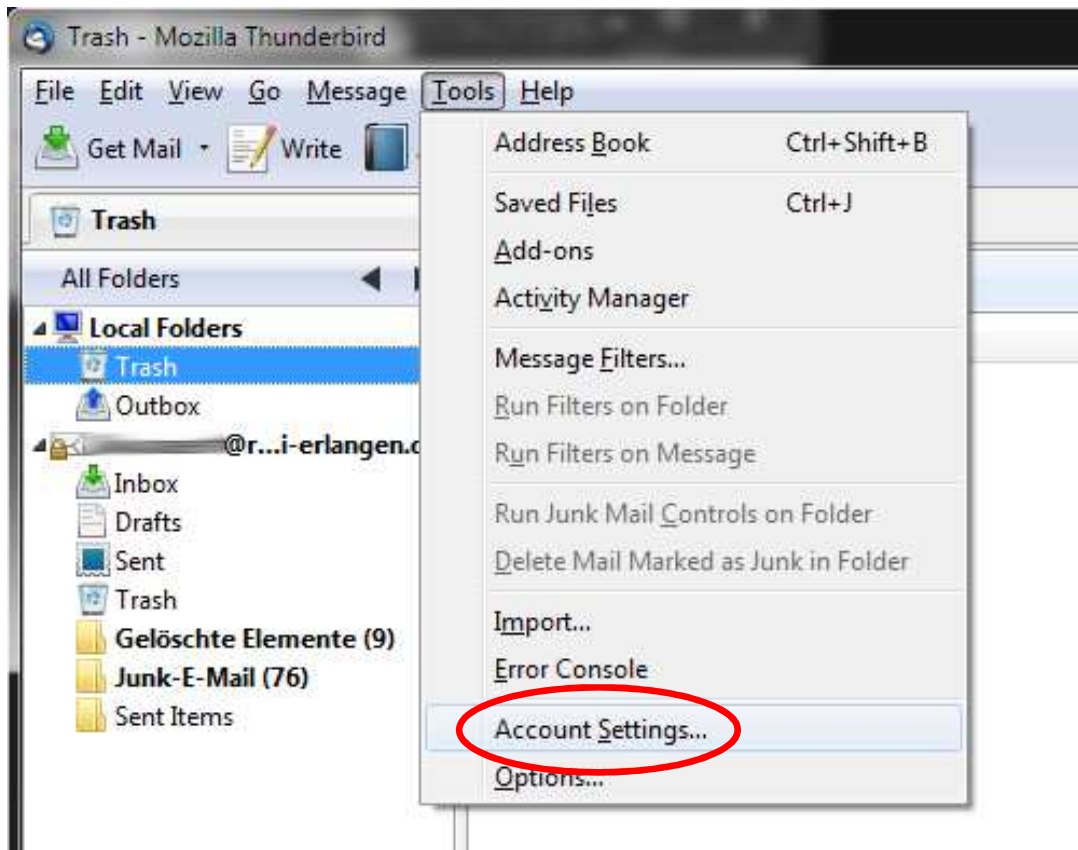 Trash - Mozilla Thunderbird
File Edit View Go Message Tools Help
Get Mail Write
Trash
All Folders
Local Folders
Trash
Outbox
@r...i-erlangen.
Inbox
Drafts
Sent
Trash
Gelöschte Elemente (9)
Junk-E-Mail (76)
Sent Items
Address Book Ctrl+Shift+B
Saved Files Ctrl+J
Add-ons
Activity Manager
Message Filters...
Run Filters on Folder
Run Filters on Message
Run Junk Mail Controls on Folder
Delete Mail Marked as Junk in Folder
Import...
Error Console
Account Settings...
Options...